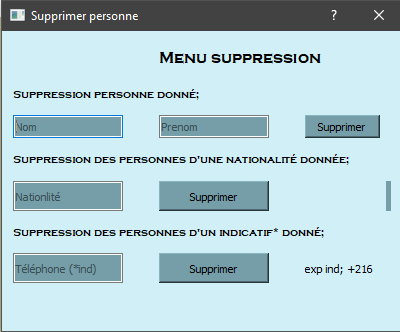 Supprimer personne
Menu suppression
Suppression personne donné;
Nom Prenom Supprimer
Suppression des personnes d'une nationalité donnée;
Nationlité Supprimer
Suppression des personnes d'un indicatif* donné;
Téléphone (*ind) Supprimer exp ind; +216